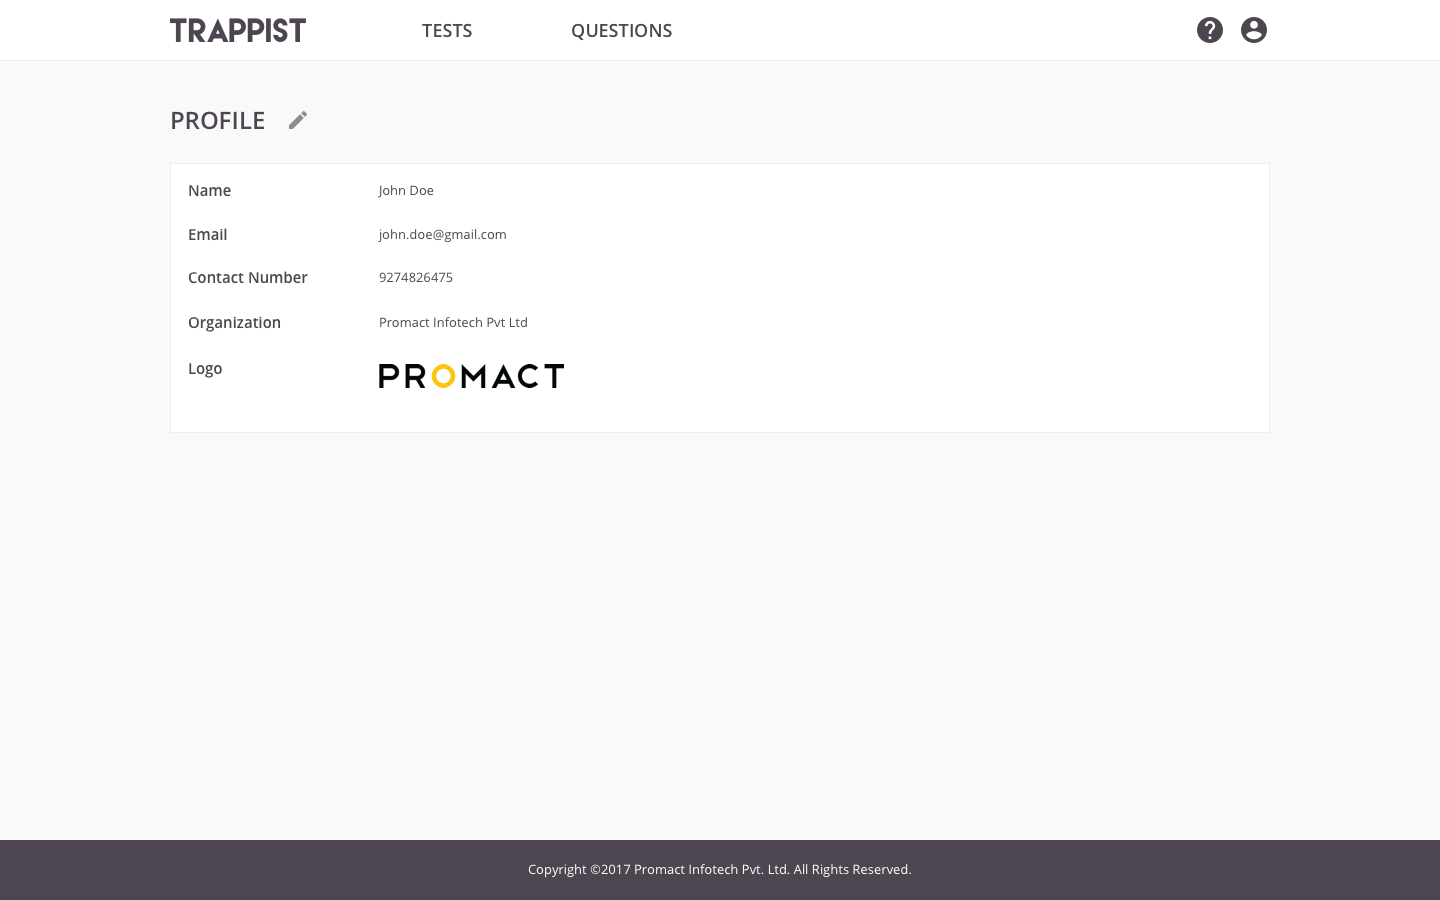 TRAPPIST TESTS QUESTIONS
PROFILE
Name John Doe
Email john.doe@gmail.com
Contact Number 9274826475
Organization Promact Infotech Pvt Ltd
Logo PROMACT
Copyright ©2017 Promact Infotech Pvt. Ltd. All Rights Reserved.